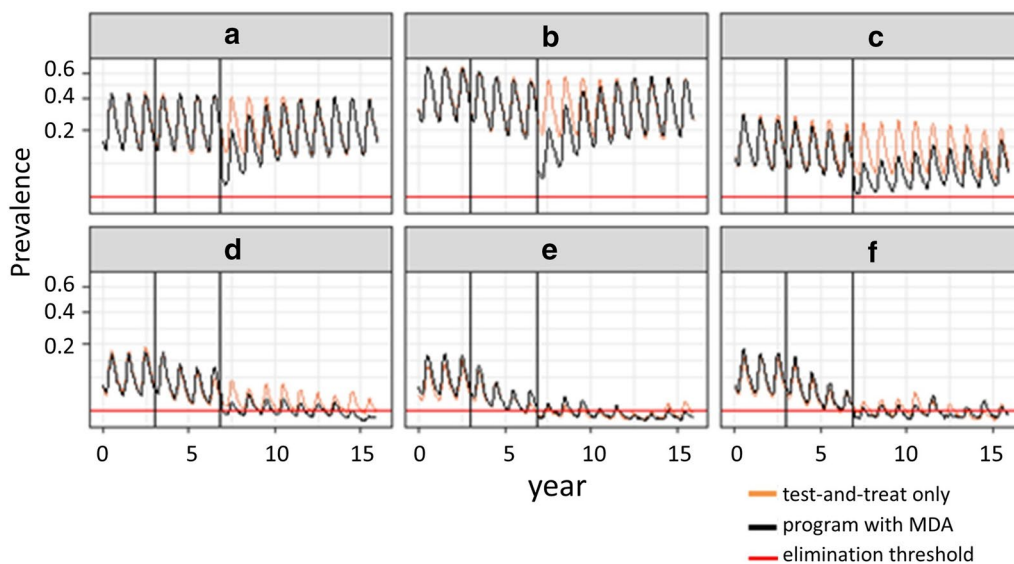 a b c
0.6
0.4
0.2
Prevalence
d e f
0.6
0.4
0.2
0 5 10 15 0 5 10 15 0 5 10 15
year
test-and-treat only
program with MDA
elimination threshold